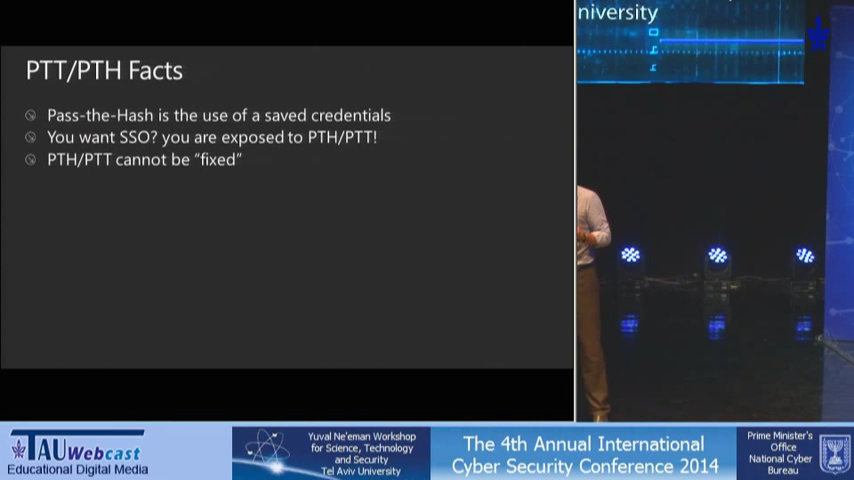 PTT/PTH Facts
Pass-the-Hash is the use of a saved credentials
You want SSO? you are exposed to PTH/PTT!
PTH/PTT cannot be “fixed”
niversity
TAU Webcast
Educational Digital Media
Yuval Ne'eman Workshop
for Science, Technology
and Security
Tel Aviv University
The 4th Annual International
Cyber Security Conference 2014
Prime Minister's
Office
National Cyber
Bureau